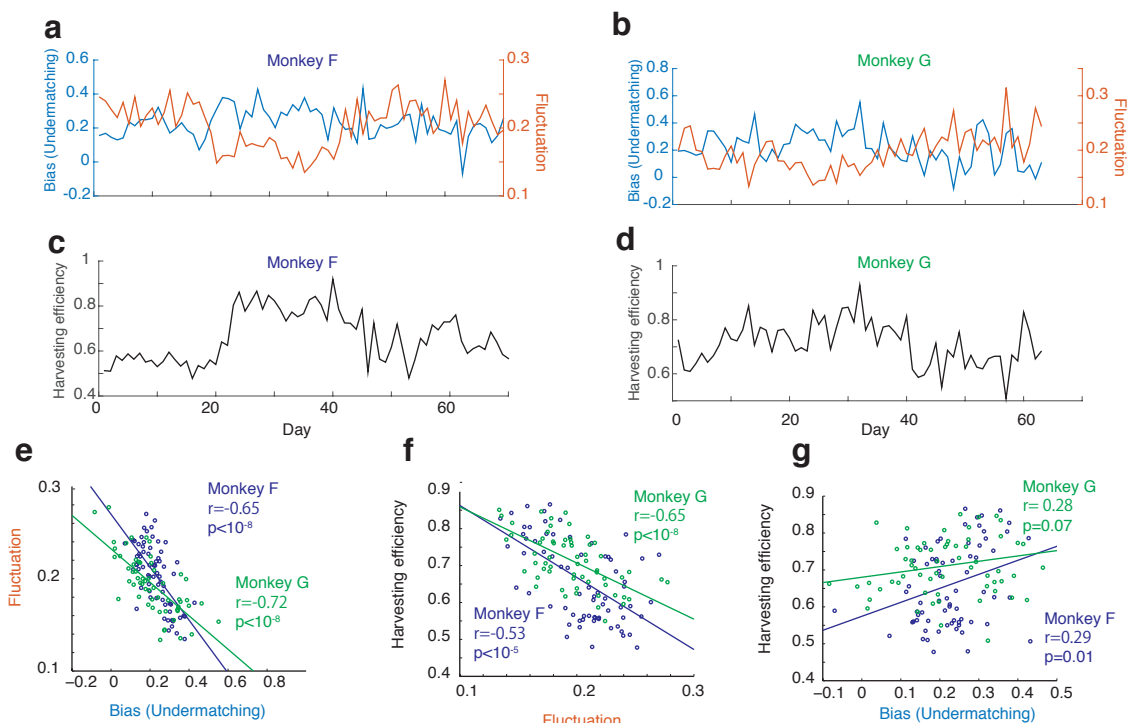 a
Monkey F
Bias (Undermatching)
0.6
0.4
0.2
0
-0.2
0.3
0.2
0.1
Fluctuation
b
Monkey G
Bias (Undermatching)
0.8
0.6
0.4
0.2
0
-0.2
0.3
0.2
0.1
Fluctuation
c
Monkey F
Harvesting efficiency
1
0.8
0.6
0.4
0 20 40 60
Day
d
Monkey G
Harvesting efficiency
1
0.8
0.6
0 20 40 60
Day
e
Fluctuation
0.3
0.2
0.1
Monkey F
r=-0.65
p<10-8
Monkey G
r=-0.72
p<10-8
−0.2 0 0.2 0.4 0.6 0.8
Bias (Undermatching)
f
Harvesting efficiency
0.9
0.8
0.7
0.6
0.5
0.4
Monkey G
r=-0.65
p<10-8
Monkey F
r=-0.53
p<10-5
0.1 0.2 0.3
Fluctuation
g
Harvesting efficiency
0.9
0.8
0.7
0.6
0.5
0.4
Monkey G
r= 0.28
p=0.07
Monkey F
r=0.29
p=0.01
−0.1 0 0.1 0.2 0.3 0.4 0.5
Bias (Undermatching)